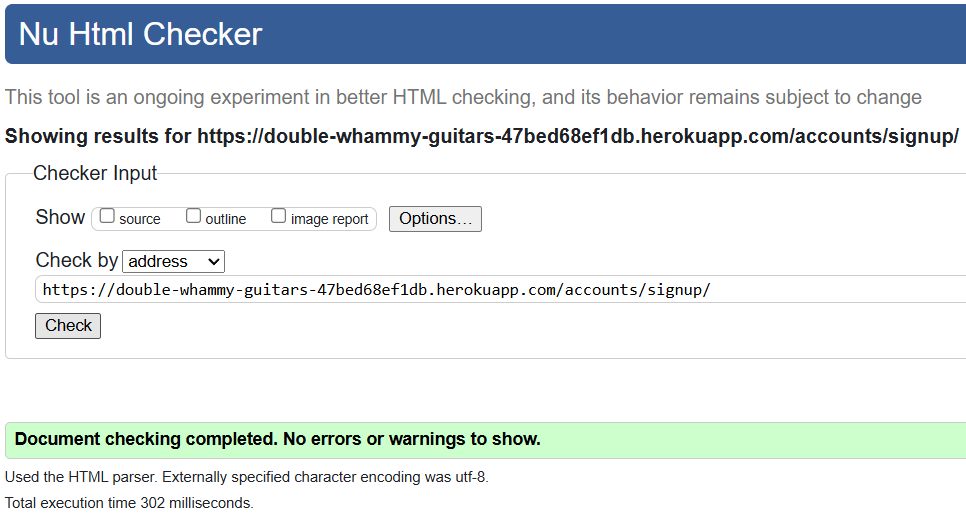 Nu Html Checker
This tool is an ongoing experiment in better HTML checking, and its behavior remains subject to change
Showing results for https://double-whammy-guitars-47bed68ef1db.herokuapp.com/accounts/signup/
Checker Input
Show source outline image report Options...
Check by address
https://double-whammy-guitars-47bed68ef1db.herokuapp.com/accounts/signup/
Check
Document checking completed. No errors or warnings to show.
Used the HTML parser. Externally specified character encoding was utf-8.
Total execution time 302 milliseconds.